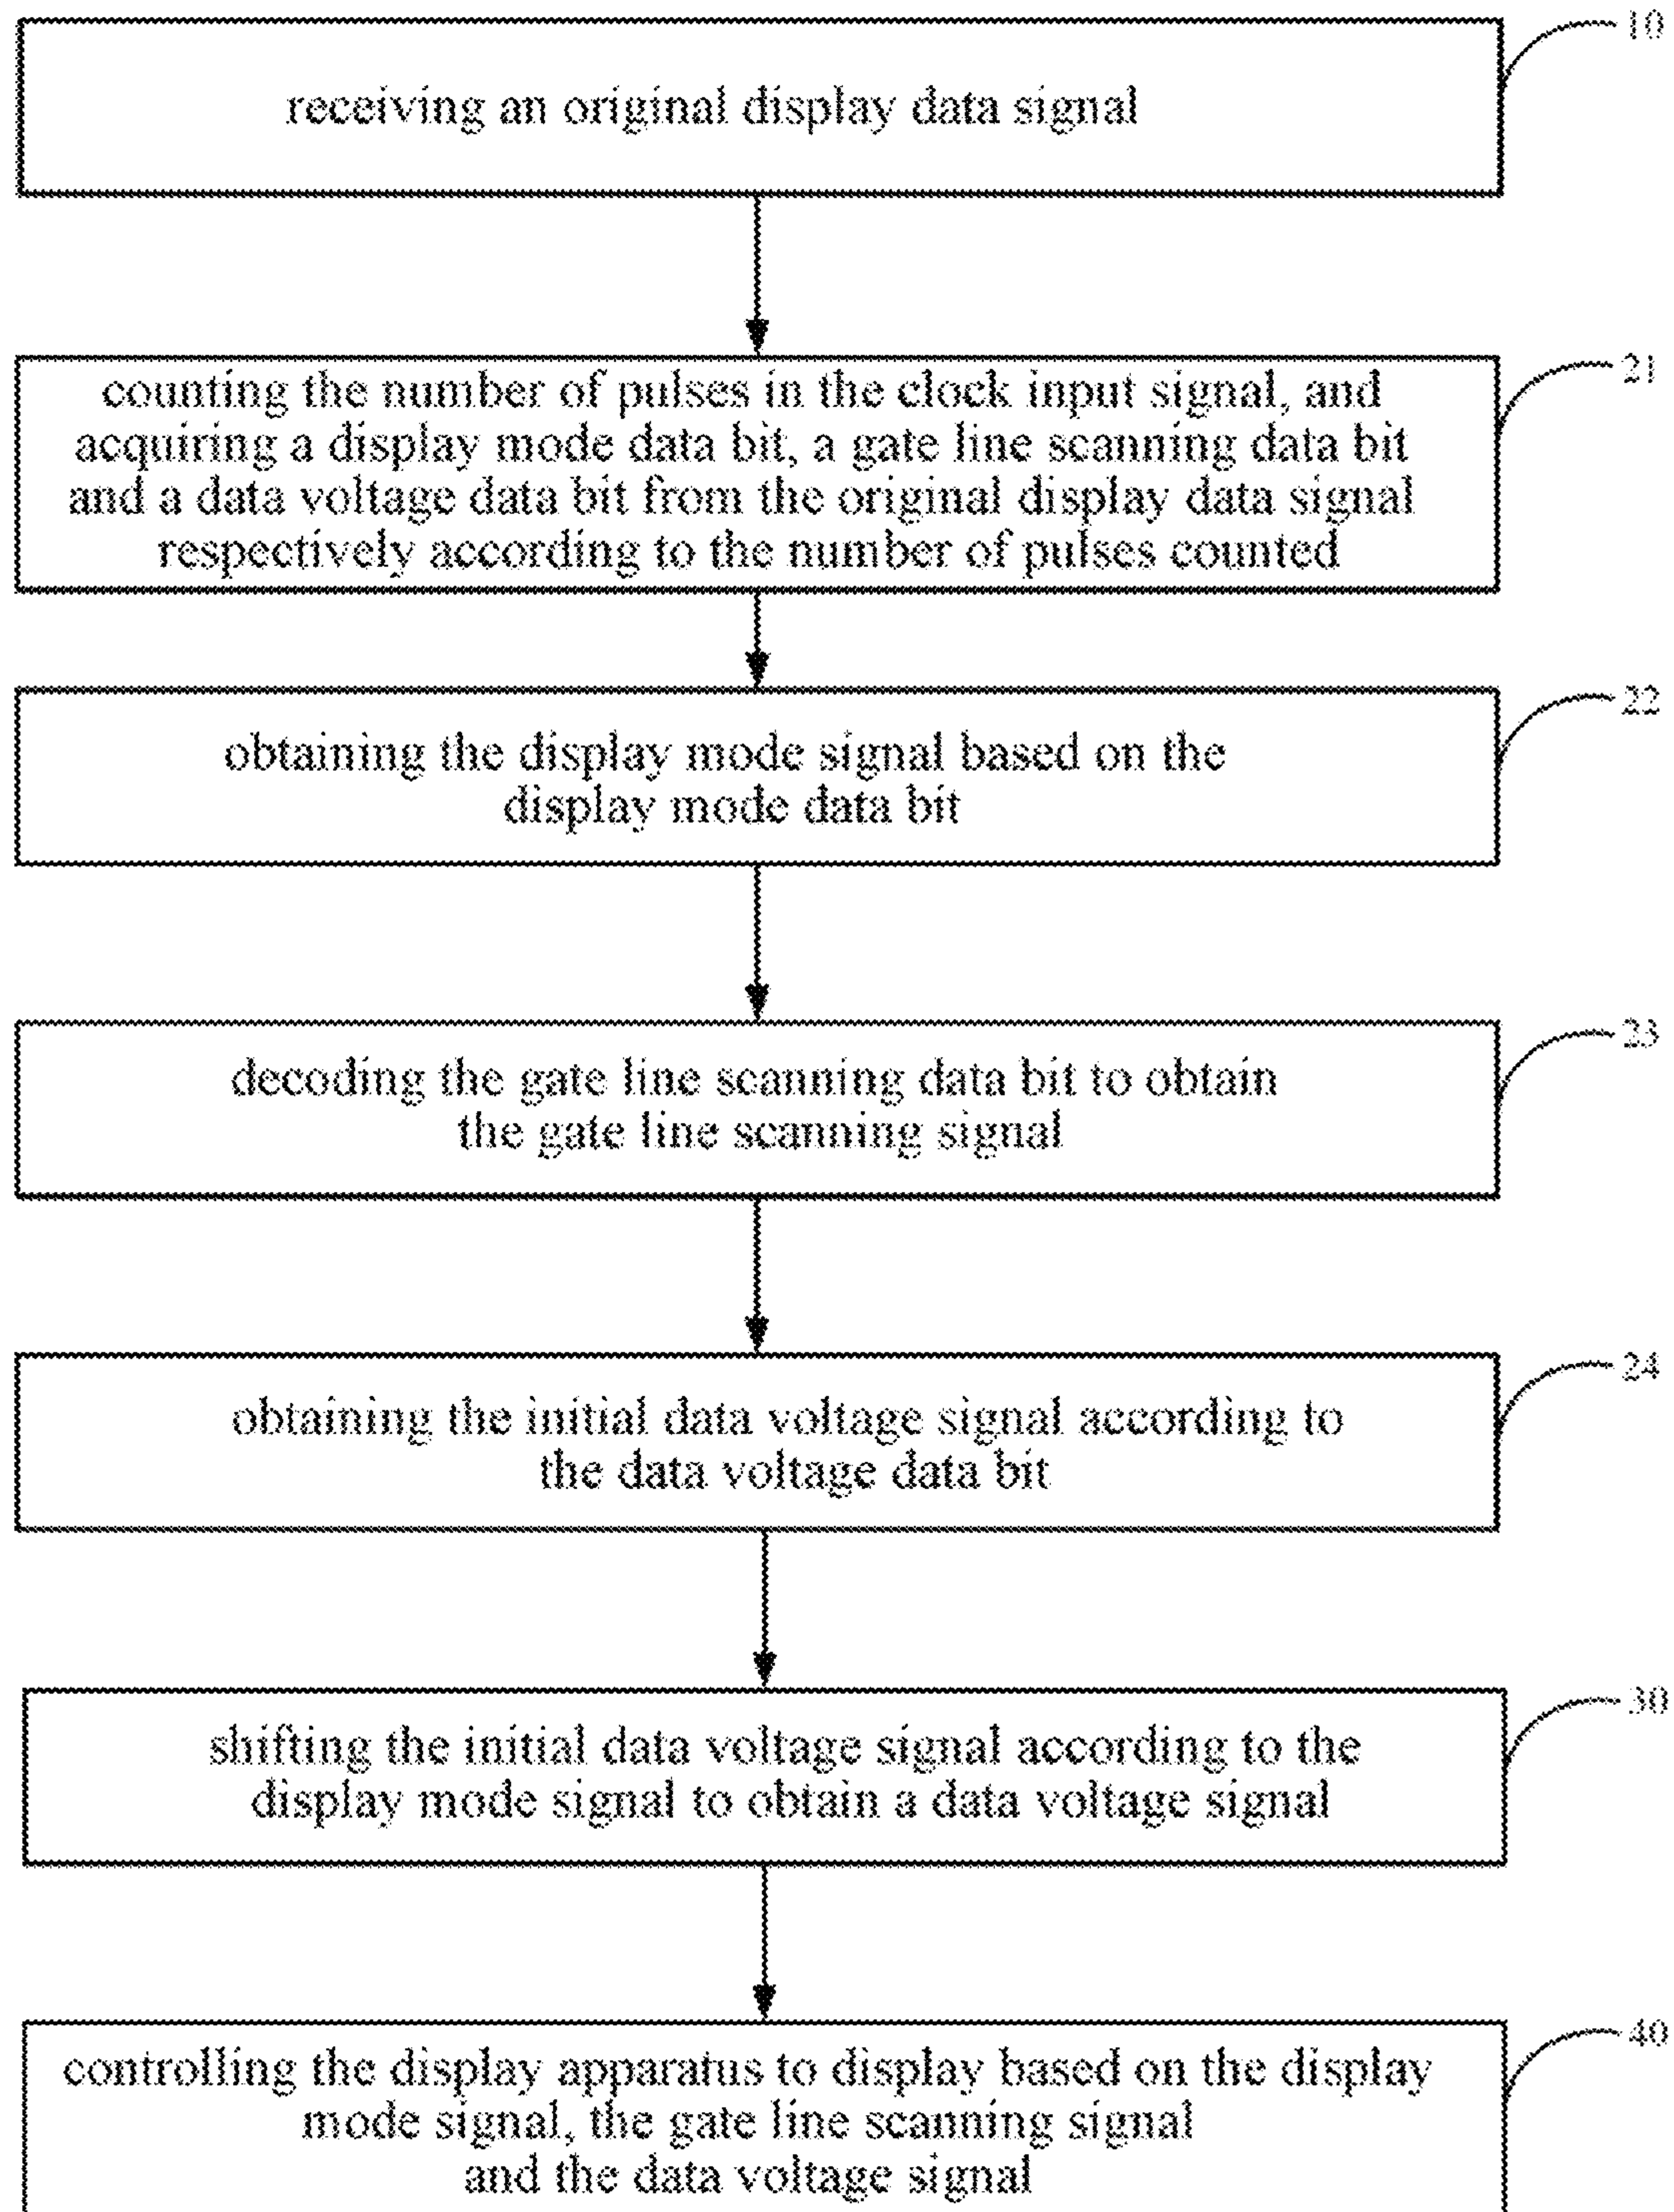 10
receiving an original display data signal
21
counting the number of pulses in the clock input signal, and
acquiring a display mode data bit, a gate line scanning data bit
and a data voltage data bit from the original display data signal
respectively according to the number of pulses counted
22
obtaining the display mode signal based on the
display mode data bit
23
decoding the gate line scanning data bit to obtain
the gate line scanning signal
24
obtaining the initial data voltage signal according to
the data voltage data bit
30
shifting the initial data voltage signal according to the
display mode signal to obtain a data voltage signal
40
controlling the display apparatus to display based on the display
mode signal, the gate line scanning signal
and the data voltage signal